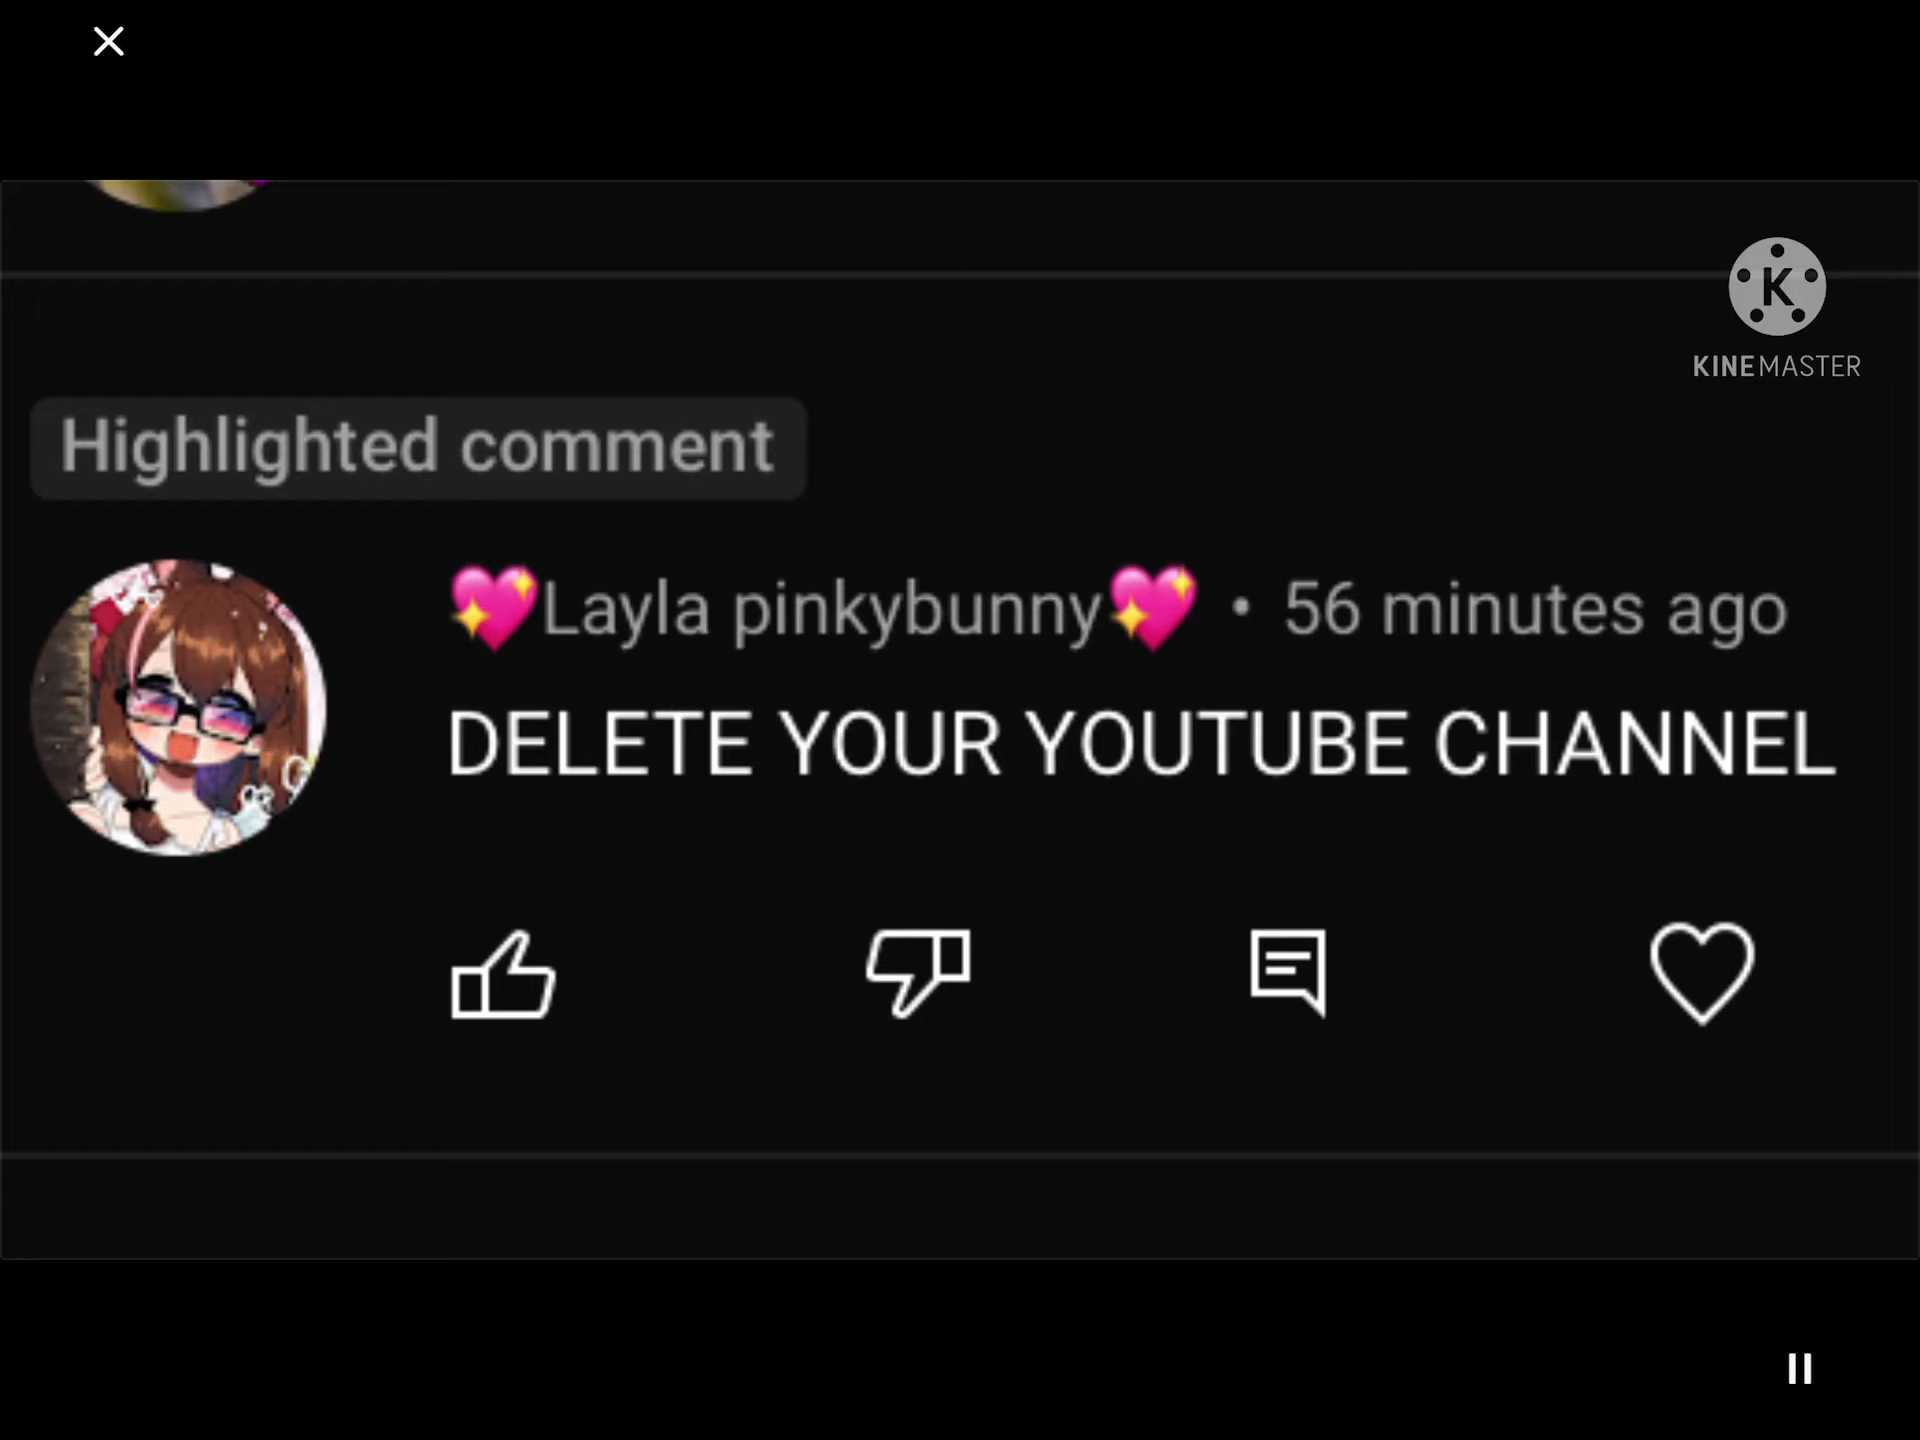 K
KINEMASTER
Highlighted comment
💖Layla pinkybunny💖 • 56 minutes ago
DELETE YOUR YOUTUBE CHANNEL